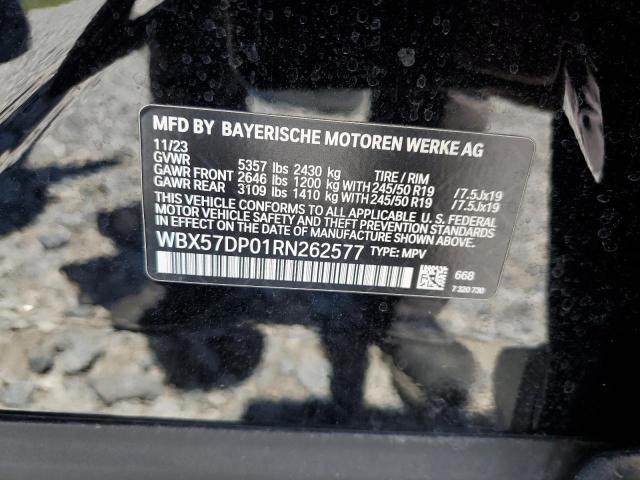 MFD BY BAYERISCHE MOTOREN WERKE AG
11/23
GVWR 5357 lbs 2430 kg TIRE / RIM
GAWR FRONT 2646 lbs 1200 kg WITH 245/50 R19 /7.5Jx19
GAWR REAR 3109 lbs 1410 kg WITH 245/50 R19 /7.5Jx19
THIS VEHICLE CONFORMS TO ALL APPLICABLE U.S. FEDERAL
MOTOR VEHICLE SAFETY AND THEFT PREVENTION STANDARDS
IN EFFECT ON THE DATE OF MANUFACTURE SHOWN ABOVE.
WBX57DP01RN262577 TYPE: MPV
668
7 320 730